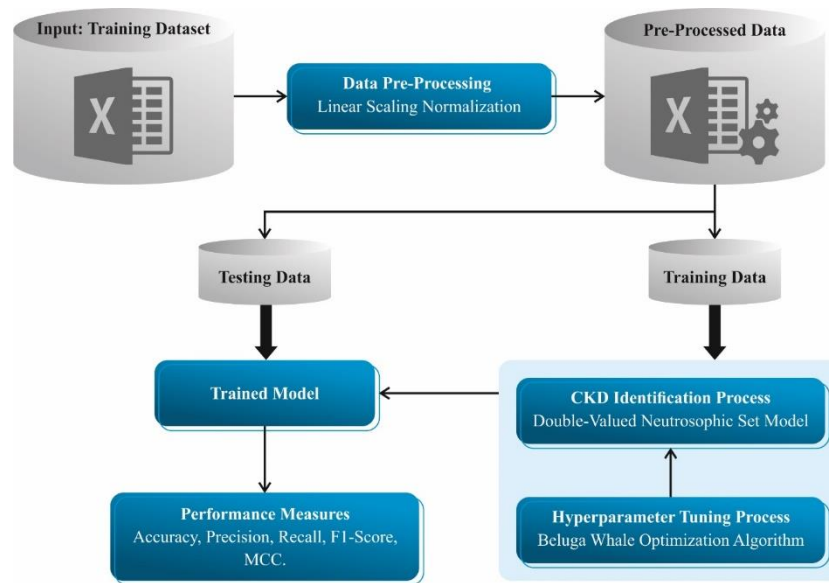 Input: Training Dataset
X
Data Pre-Processing
Linear Scaling Normalization
Pre-Processed Data
X
Testing Data
Training Data
Trained Model
CKD Identification Process
Double-Valued Neutrosophic Set Model
Performance Measures
Accuracy, Precision, Recall, F1-Score,
MCC.
Hyperparameter Tuning Process
Beluga Whale Optimization Algorithm